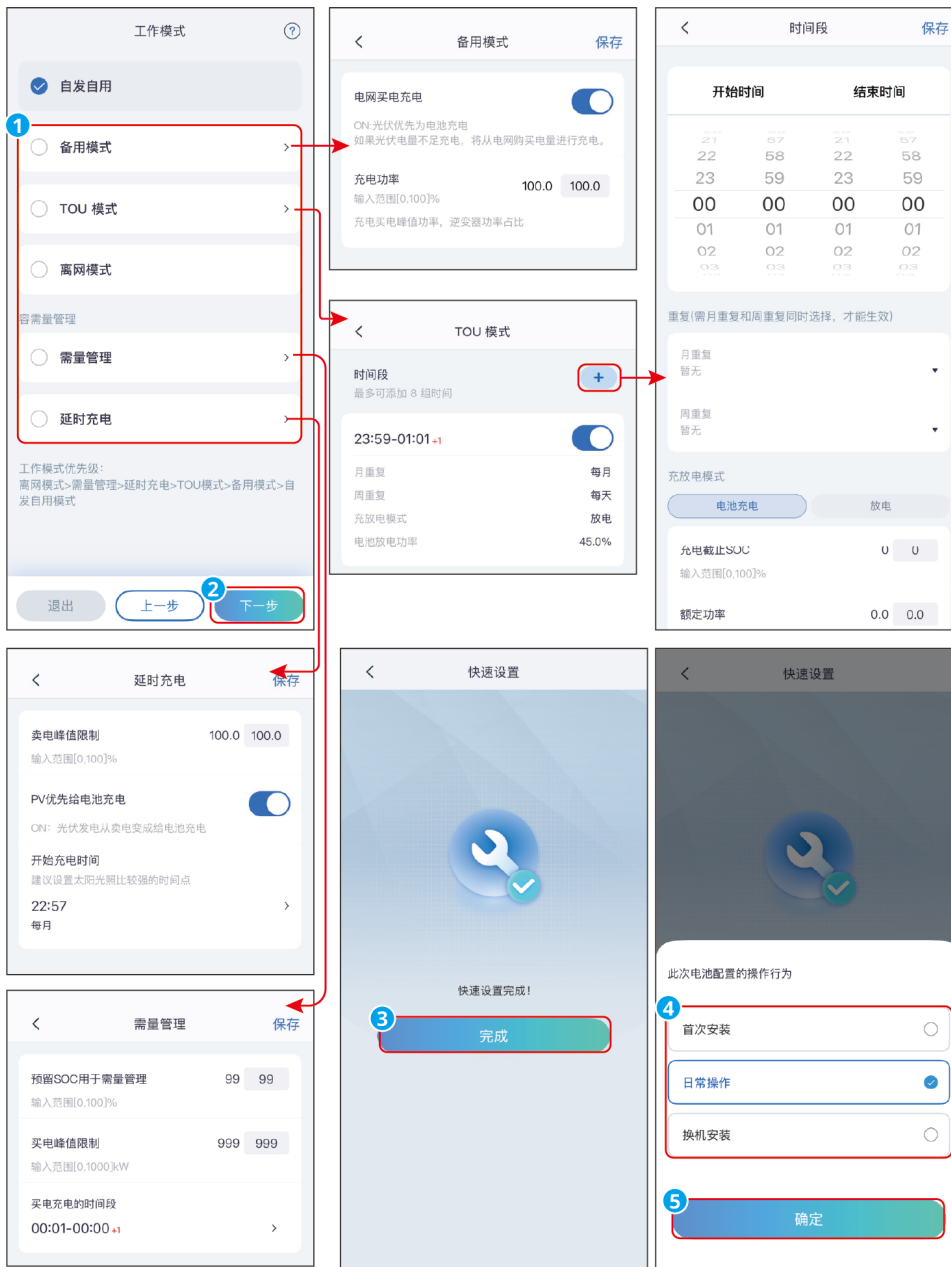 工作模式
?
自发自用
1
备用模式
TOU 模式
离网模式
容需量管理
需量管理
延时充电
工作模式优先级：
离网模式>需量管理>延时充电>TOU模式>备用模式>自
发自用模式
2
退出
上一步
下一步
备用模式
保存
电网买电充电
ON:光伏优先为电池充电
如果光伏电量不足充电，将从电网购买电量进行充电。
充电功率
100.0 100.0
输入范围[0,100]%
充电买电峰值功率，逆变器功率占比
TOU 模式
时间段
+
最多可添加 8 组时间
23:59-01:01 +1
月重复 每月
周重复 每天
充放电模式 放电
电池放电功率 45.0%
时间段
保存
开始时间 结束时间
21 57 21 57
22 58 22 58
23 59 23 59
00 00 00 00
01 01 01 01
02 02 02 02
03 03 03 03
重复(需月重复和周重复同时选择，才能生效)
月重复
暂无
周重复
暂无
充放电模式
电池充电 放电
充电截止SOC 0 0
输入范围[0,100]%
额定功率 0.0 0.0
延时充电
保存
卖电峰值限制 100.0 100.0
输入范围[0,100]%
PV优先给电池充电
ON：光伏发电从卖电变成给电池充电
开始充电时间
建议设置太阳光照比较强的时间点
22:57
每月
需量管理
保存
预留SOC用于需量管理 99 99
输入范围[0,100]%
买电峰值限制 999 999
输入范围[0,1000]kW
买电充电的时间段
00:01-00:00 +1
快速设置
快速设置完成！
3
完成
快速设置
此次电池配置的操作行为
4
首次安装
日常操作
换机安装
5
确定